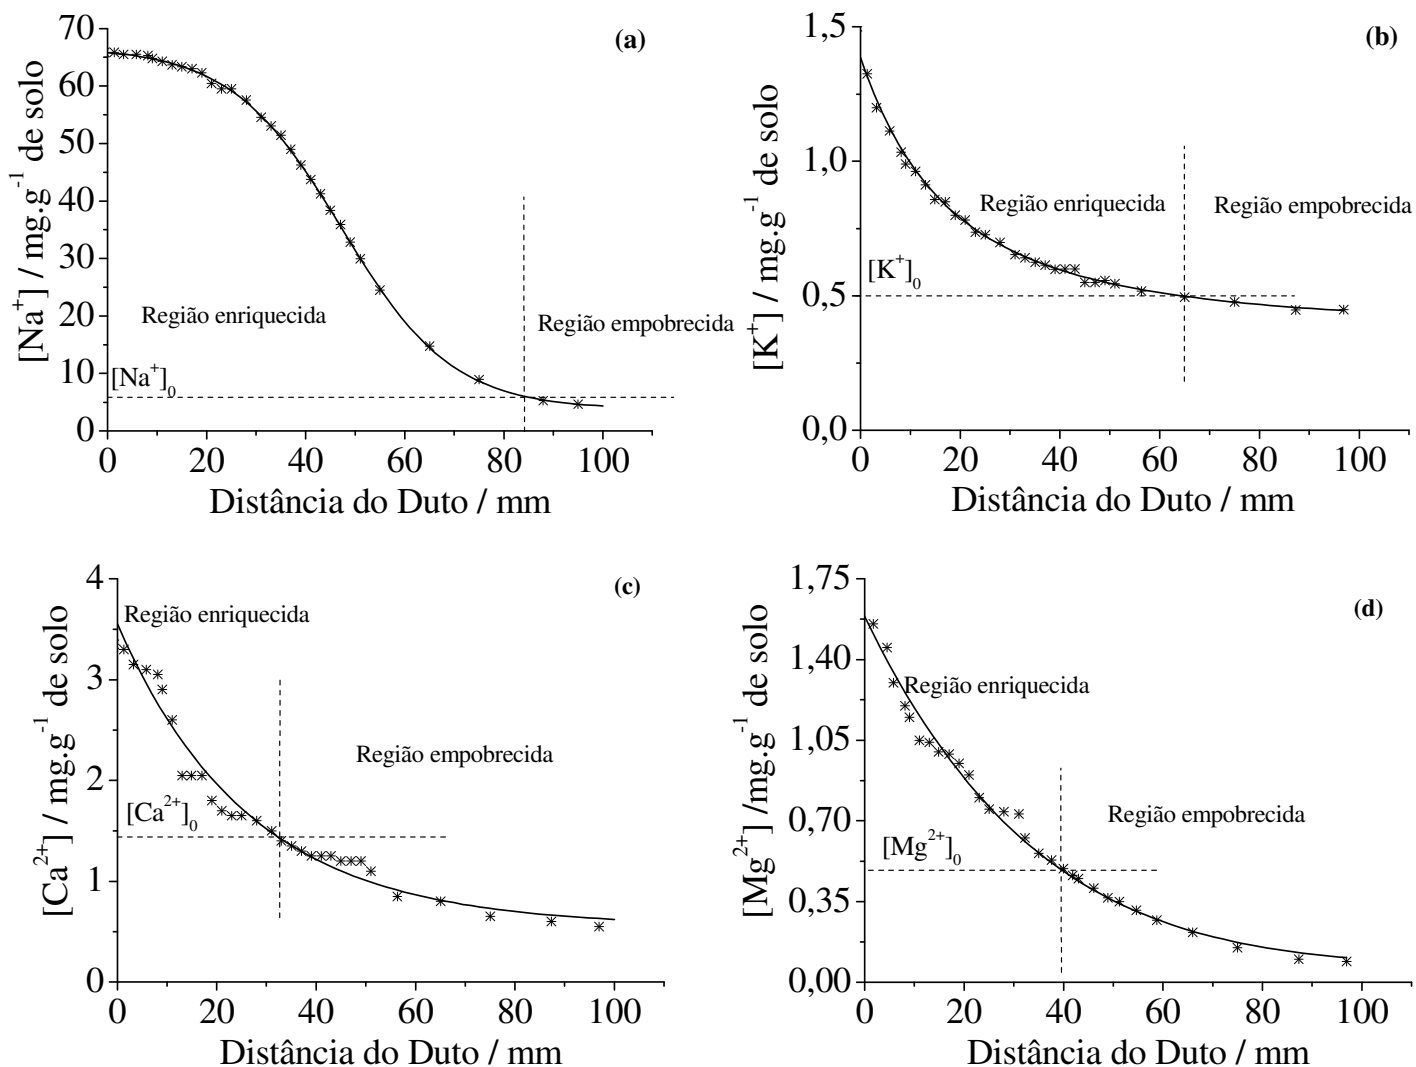 (a)
[Na⁺] / mg.g⁻¹ de solo
70
60
50
40
30
20
10
0
Região enriquecida
Região empobrecida
[Na⁺]₀
0 20 40 60 80 100
Distância do Duto / mm
(b)
[K⁺] / mg.g⁻¹ de solo
1,5
1,0
0,5
0,0
Região enriquecida
Região empobrecida
[K⁺]₀
0 20 40 60 80 100
Distância do Duto / mm
(c)
[Ca²⁺] / mg.g⁻¹ de solo
4
3
2
1
0
Região enriquecida
Região empobrecida
[Ca²⁺]₀
0 20 40 60 80 100
Distância do Duto / mm
(d)
[Mg²⁺] /mg.g⁻¹ de solo
1,75
1,40
1,05
0,70
0,35
0,00
Região enriquecida
Região empobrecida
[Mg²⁺]₀
0 20 40 60 80 100
Distância do Duto / mm